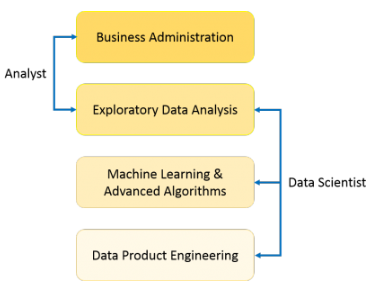 Business Administration
Analyst
Exploratory Data Analysis
Machine Learning &
Advanced Algorithms
Data Scientist
Data Product Engineering